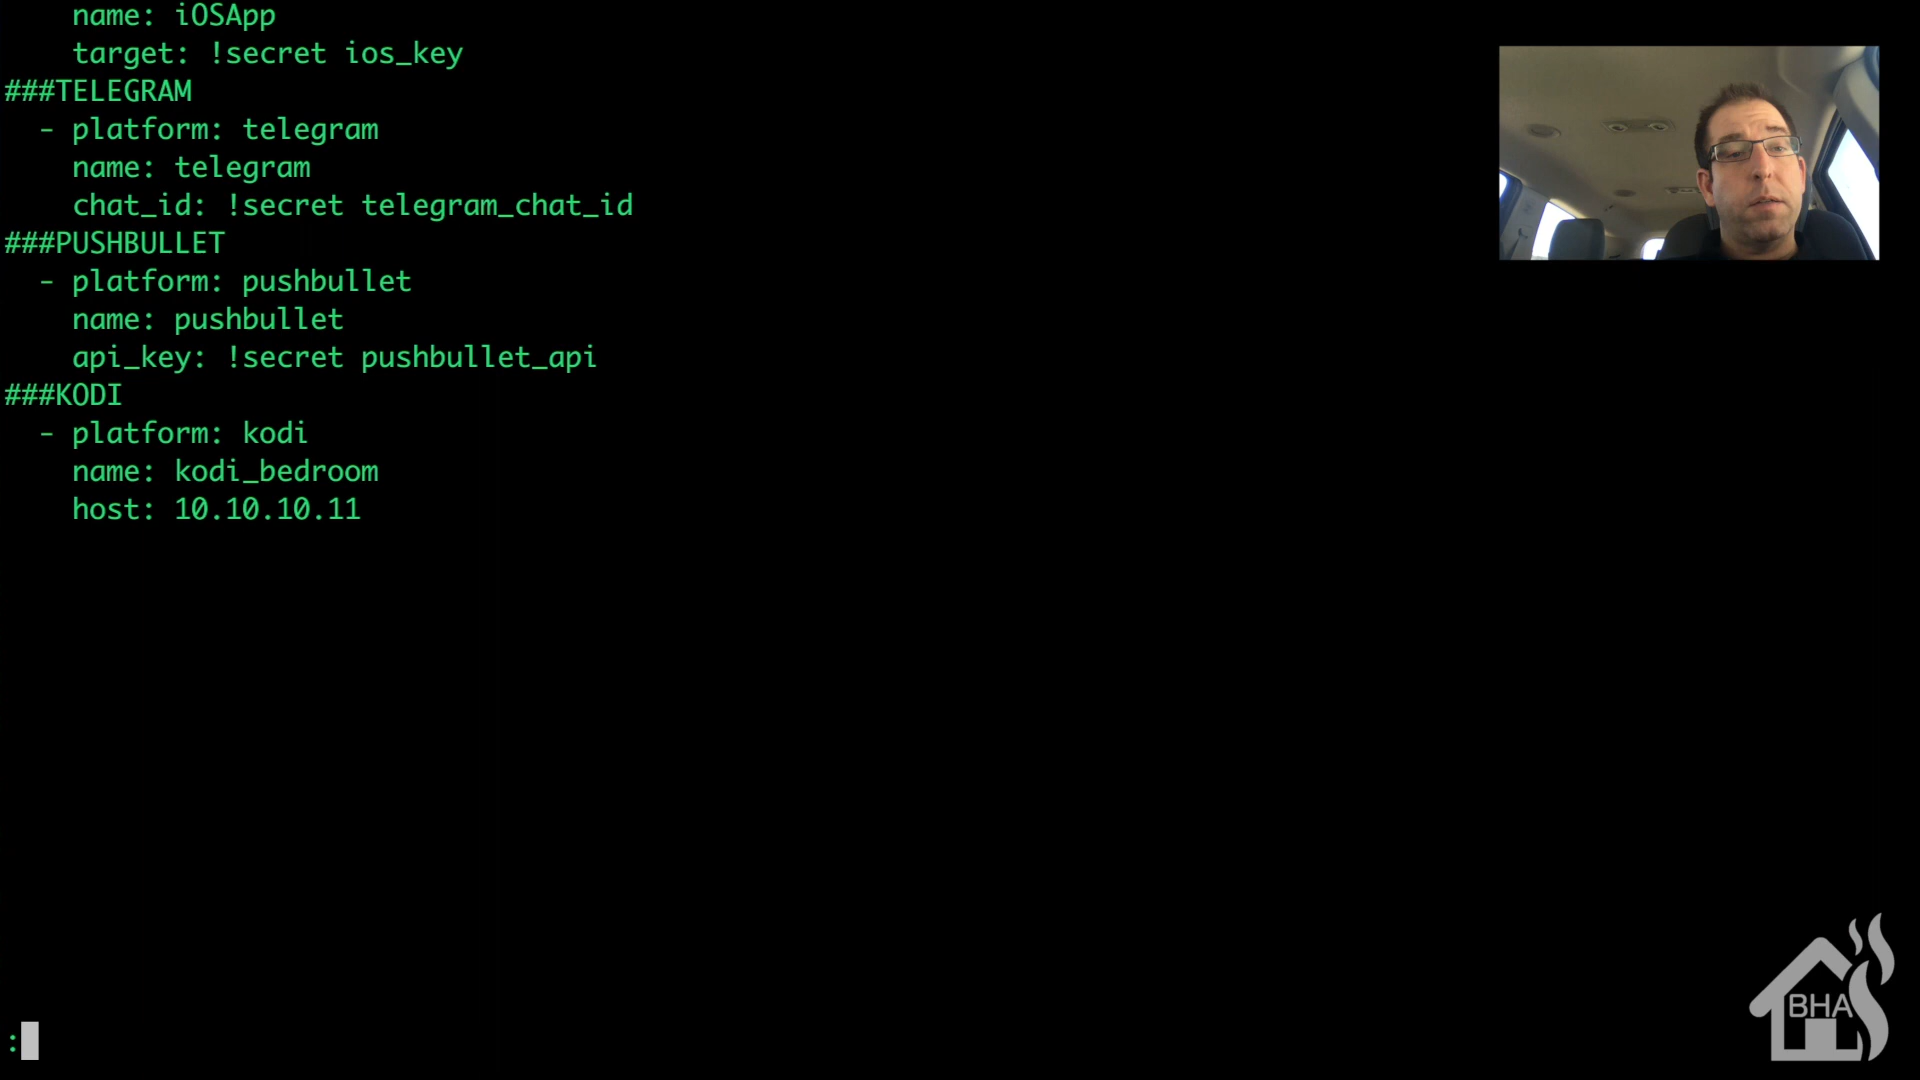 name: iOSApp
target: !secret ios_key
###TELEGRAM
- platform: telegram
name: telegram
chat_id: !secret telegram_chat_id
###PUSHBULLET
- platform: pushbullet
name: pushbullet
api_key: !secret pushbullet_api
###KODI
- platform: kodi
name: kodi_bedroom
host: 10.10.10.11
BHA
: